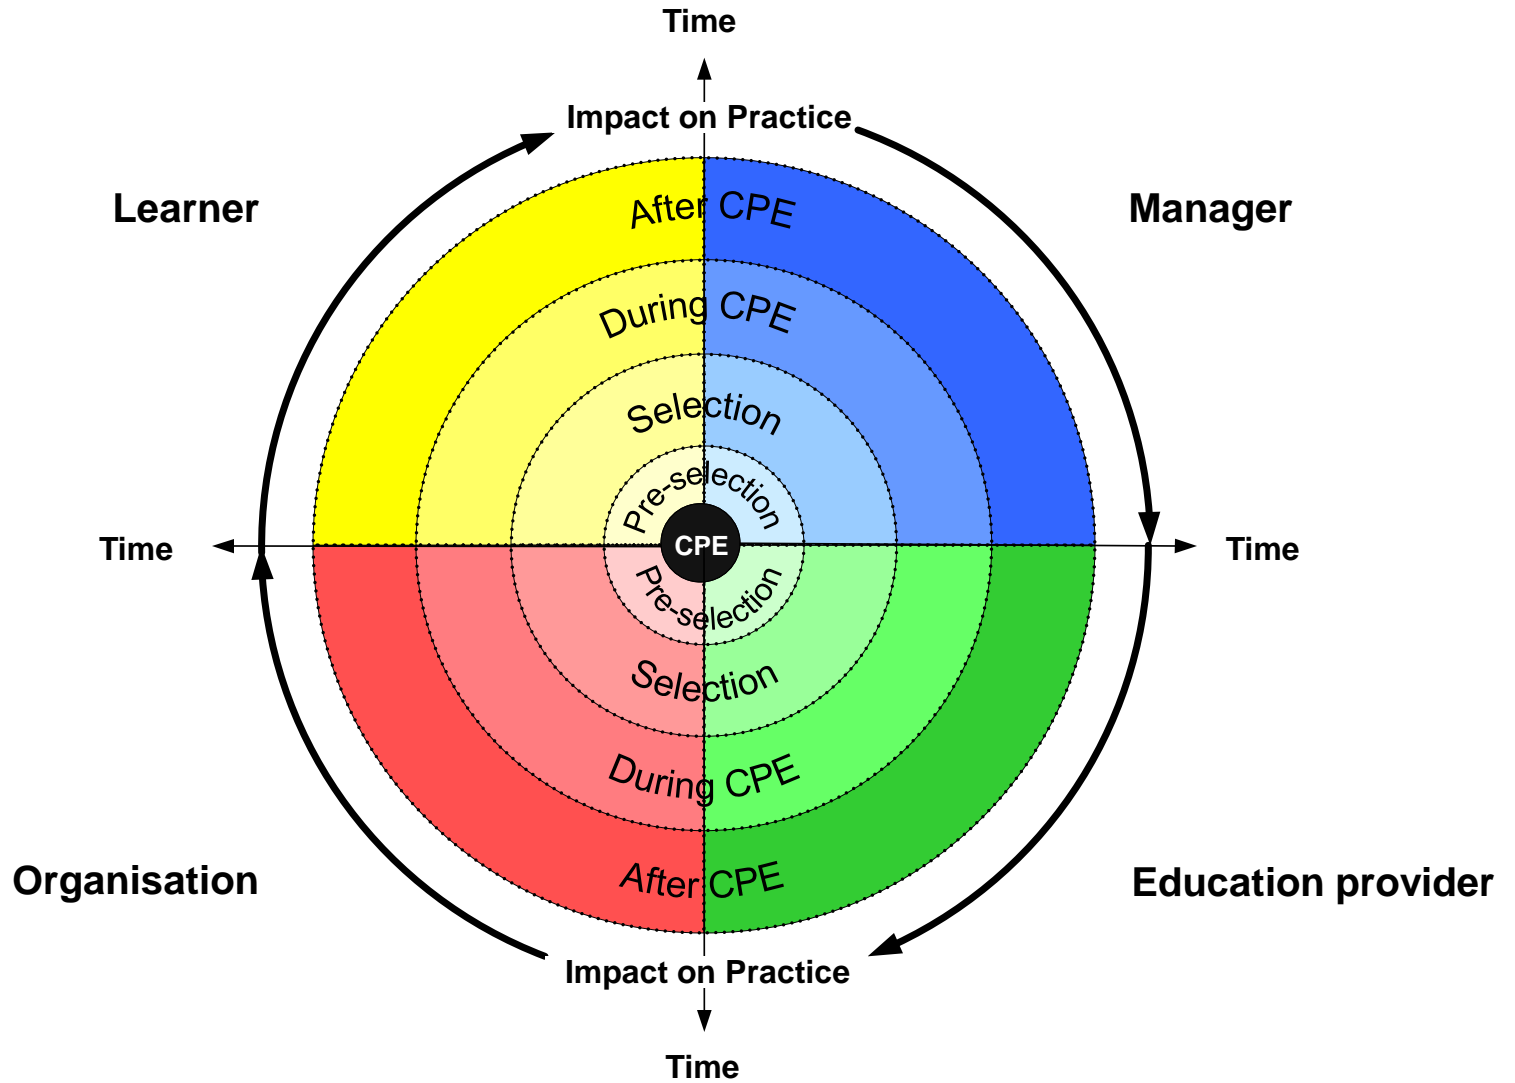 Time
Impact on Practice
Learner
Manager
After CPE
During CPE
Selection
Pre-selection
Time
CPE
Time
Pre-selection
Selection
During CPE
After CPE
Organisation
Education provider
Impact on Practice
Time